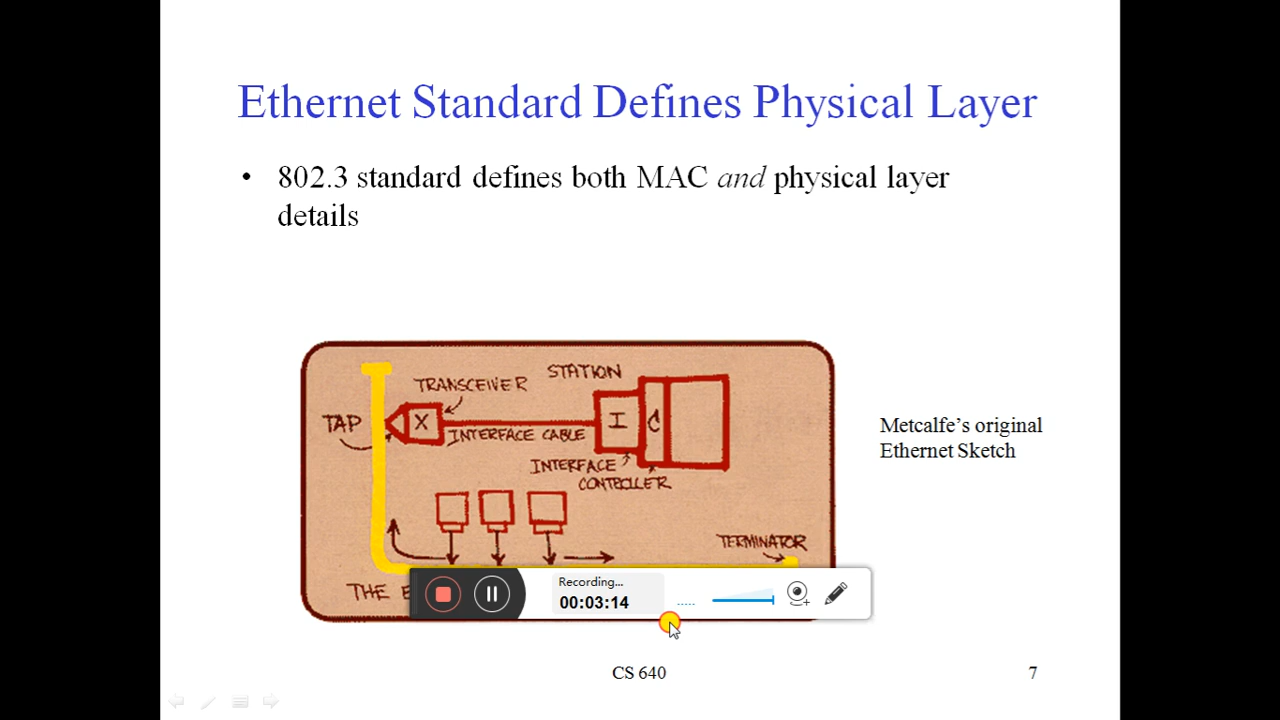 Ethernet Standard Defines Physical Layer
• 802.3 standard defines both MAC and physical layer
details
STATION
TRANSCEIVER
TAP
X
I
C
INTERFACE CABLE
INTERFACE
CONTROLLER
TERMINATOR
THE
Metcalfe's original
Ethernet Sketch
Recording...
00:03:14
CS 640
7